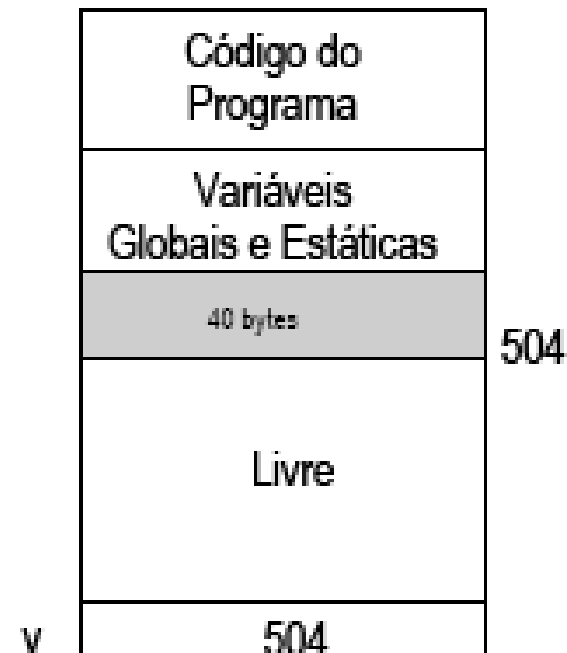 Código do
Programa
Variáveis
Globais e Estáticas
40 bytes
504
Livre
v
504